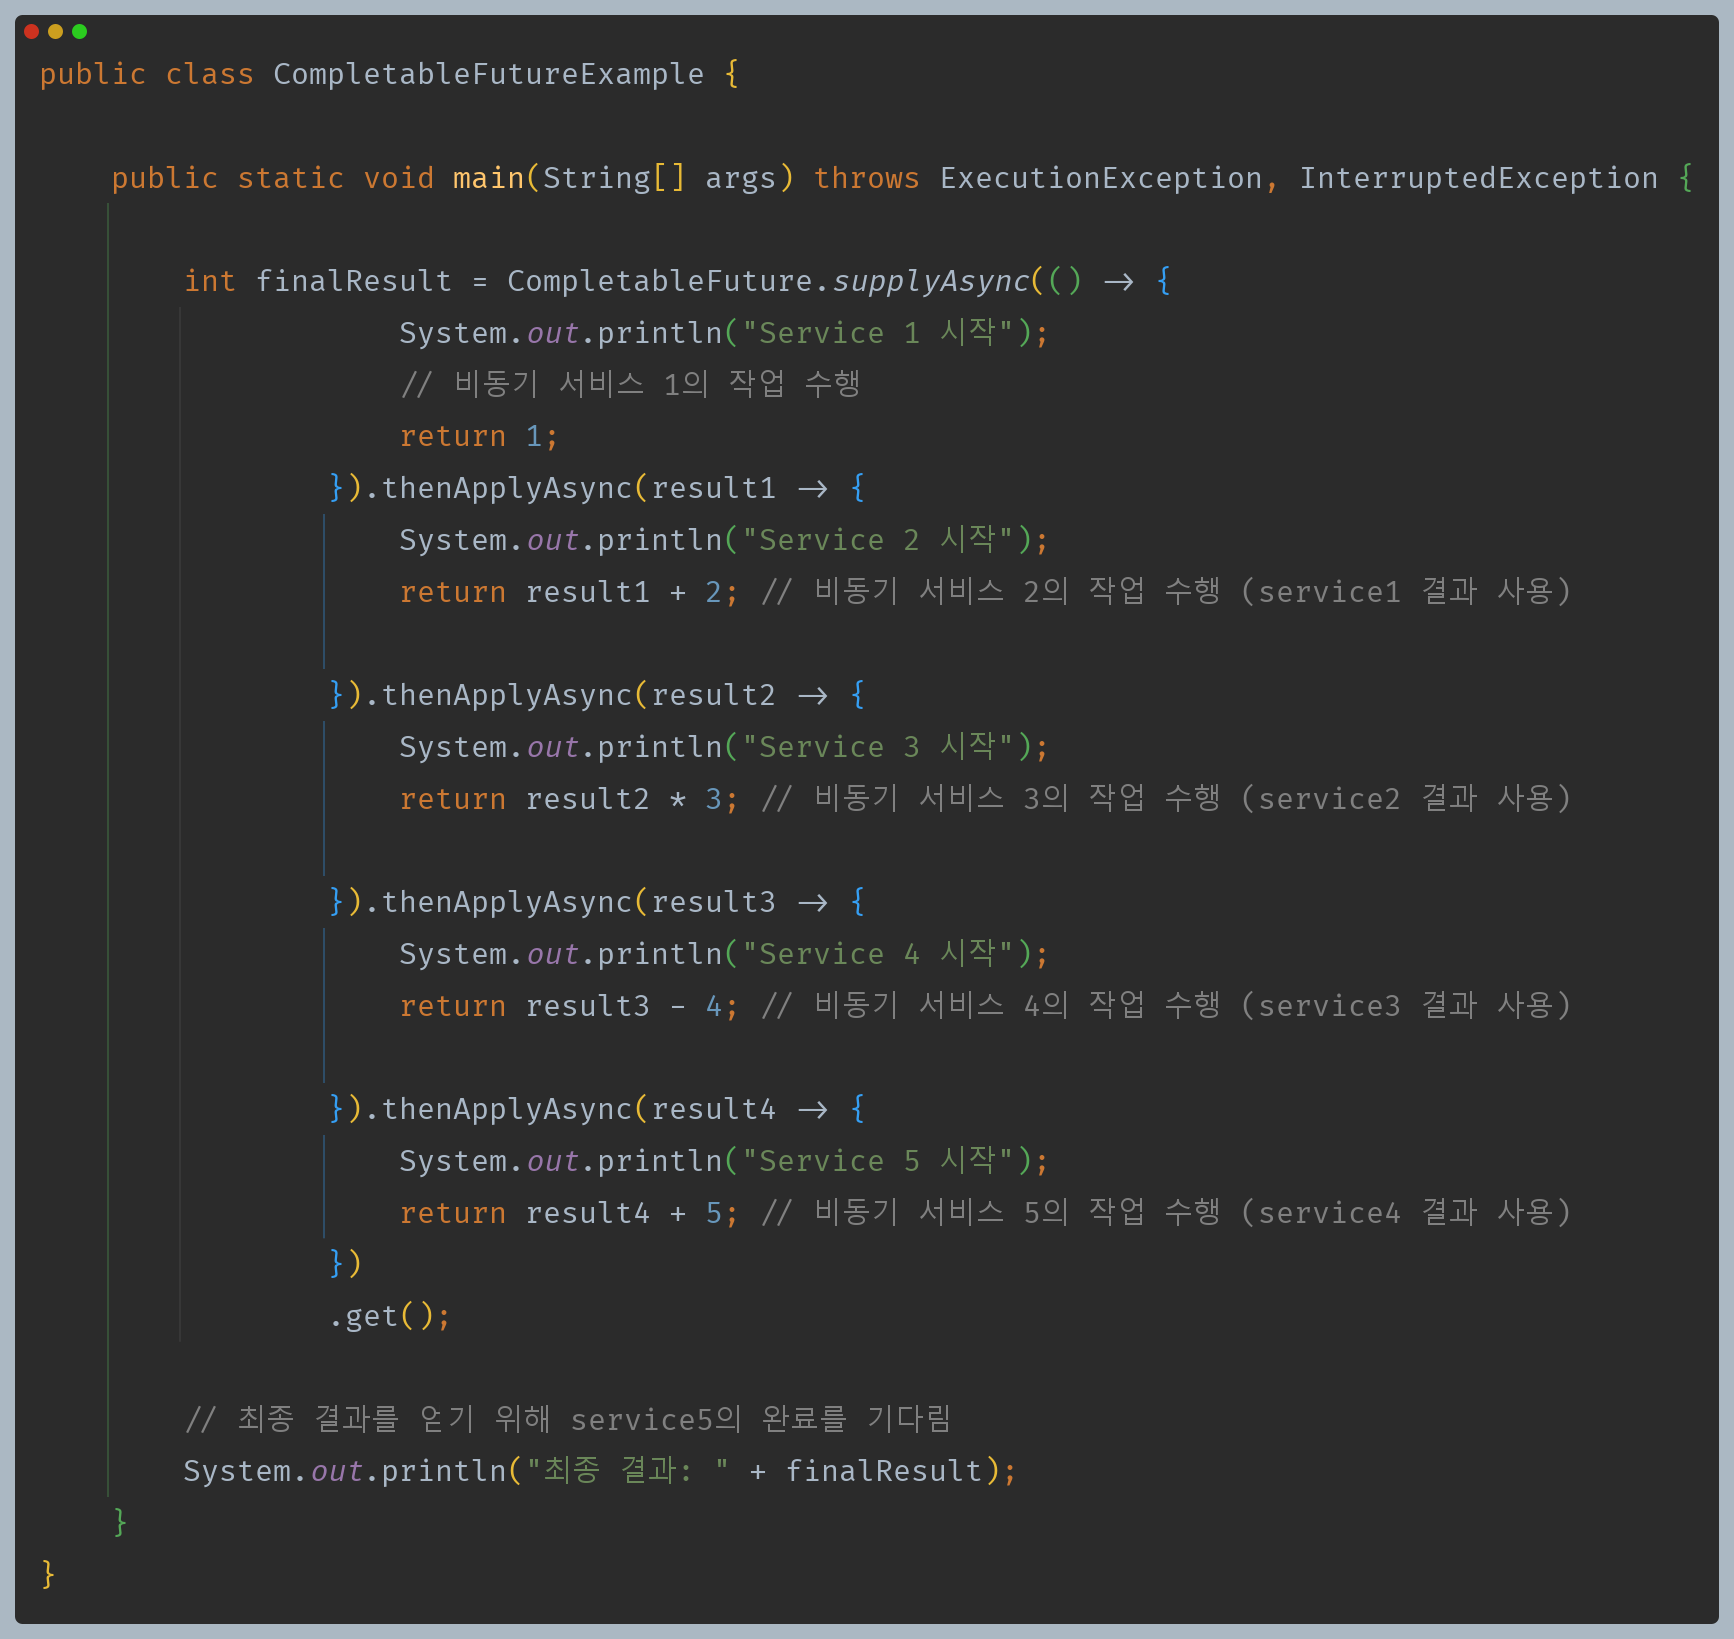 public class CompletableFutureExample {
public static void main(String[] args) throws ExecutionException, InterruptedException {
int finalResult = CompletableFuture.supplyAsync(() -> {
System.out.println("Service 1 시작");
// 비동기 서비스 1의 작업 수행
return 1;
}).thenApplyAsync(result1 -> {
System.out.println("Service 2 시작");
return result1 + 2; // 비동기 서비스 2의 작업 수행 (service1 결과 사용)
}).thenApplyAsync(result2 -> {
System.out.println("Service 3 시작");
return result2 * 3; // 비동기 서비스 3의 작업 수행 (service2 결과 사용)
}).thenApplyAsync(result3 -> {
System.out.println("Service 4 시작");
return result3 - 4; // 비동기 서비스 4의 작업 수행 (service3 결과 사용)
}).thenApplyAsync(result4 -> {
System.out.println("Service 5 시작");
return result4 + 5; // 비동기 서비스 5의 작업 수행 (service4 결과 사용)
})
.get();
// 최종 결과를 얻기 위해 service5의 완료를 기다림
System.out.println("최종 결과: " + finalResult);
}
}